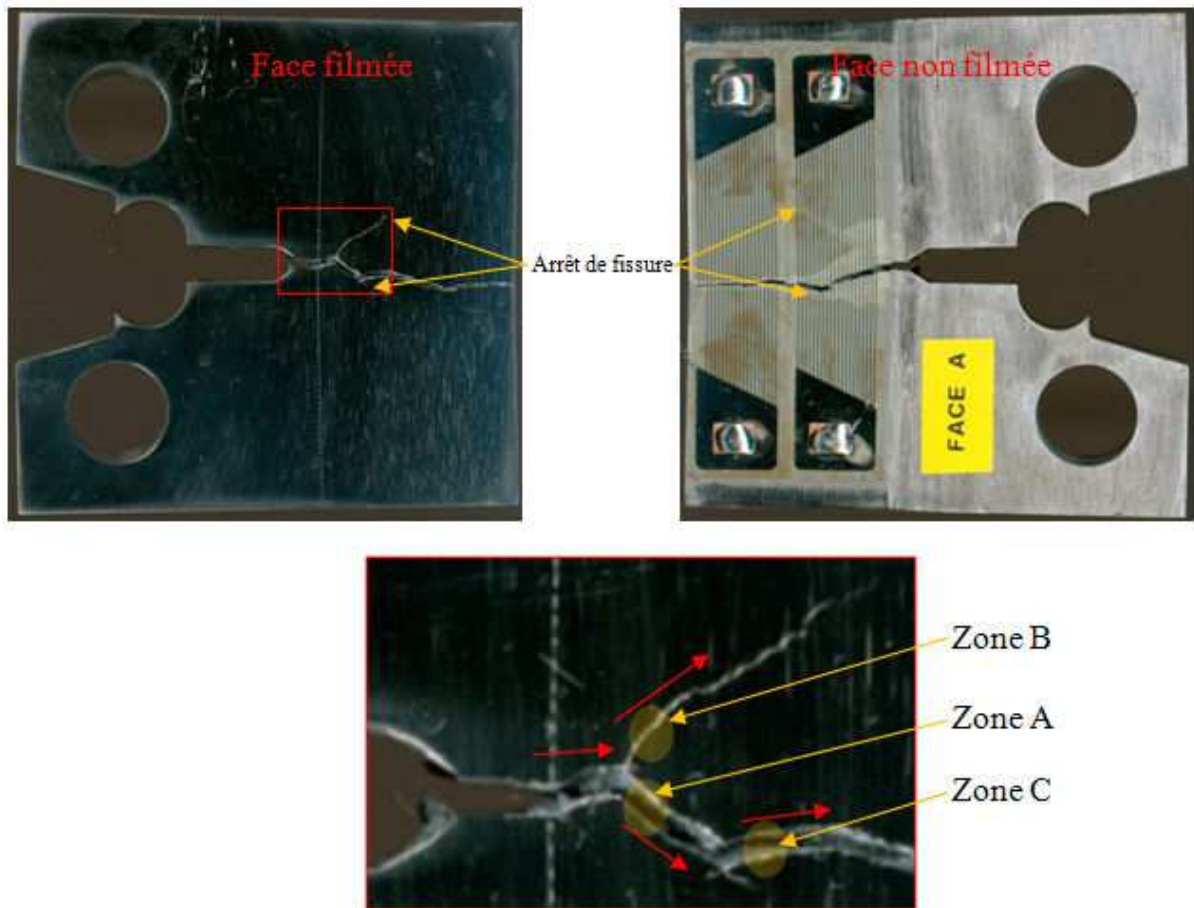 Face filmée
Face non filmée
Arrêt de fissure
FACE A
Zone B
Zone A
Zone C